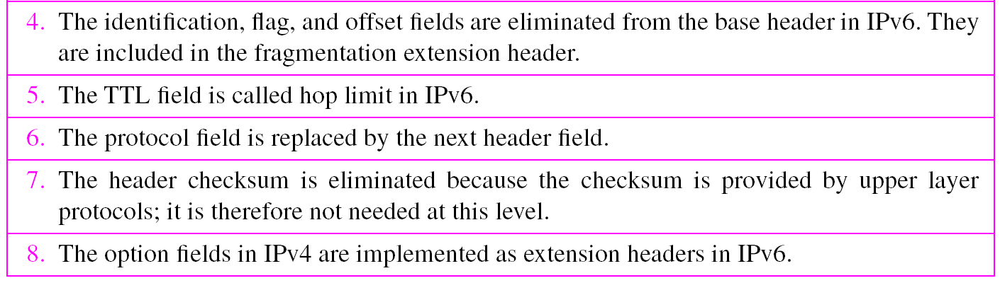 4. The identification, flag, and offset fields are eliminated from the base header in IPv6. They
are included in the fragmentation extension header.
5. The TTL field is called hop limit in IPv6.
6. The protocol field is replaced by the next header field.
7. The header checksum is eliminated because the checksum is provided by upper layer
protocols; it is therefore not needed at this level.
8. The option fields in IPv4 are implemented as extension headers in IPv6.